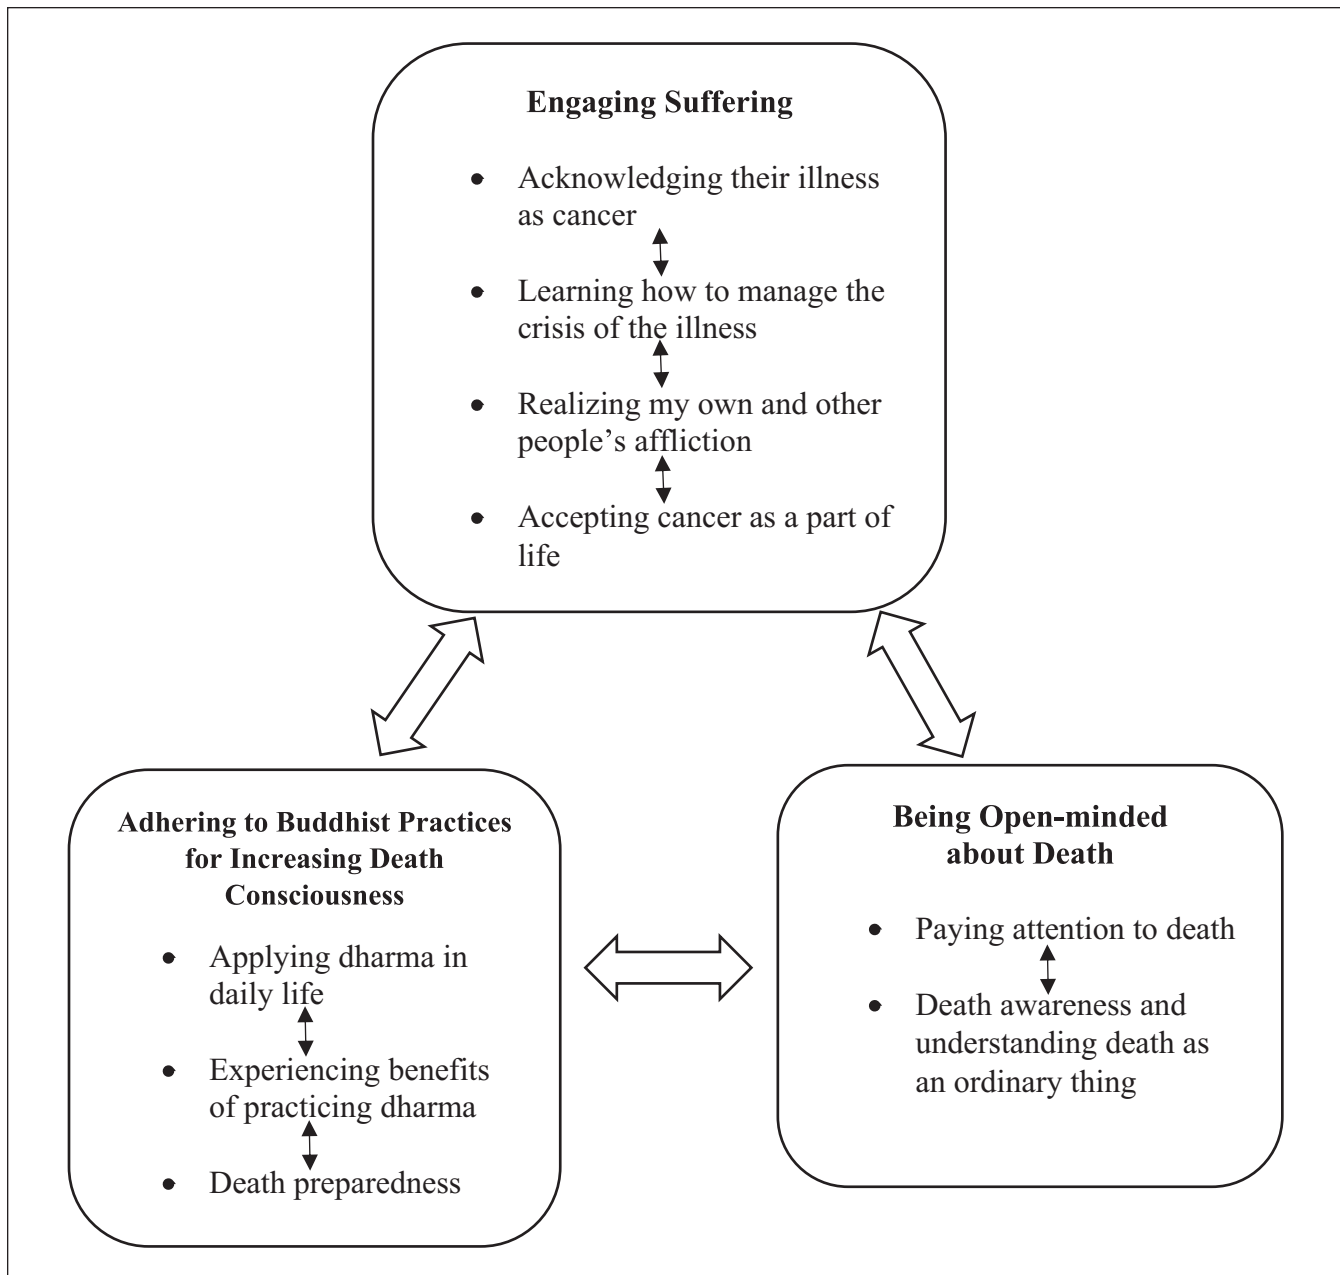 Engaging Suffering
• Acknowledging their illness
as cancer
• Learning how to manage the
crisis of the illness
• Realizing my own and other
people’s affliction
• Accepting cancer as a part of
life
Adhering to Buddhist Practices
for Increasing Death
Consciousness
• Applying dharma in
daily life
• Experiencing benefits
of practicing dharma
• Death preparedness
Being Open-minded
about Death
• Paying attention to death
• Death awareness and
understanding death as
an ordinary thing